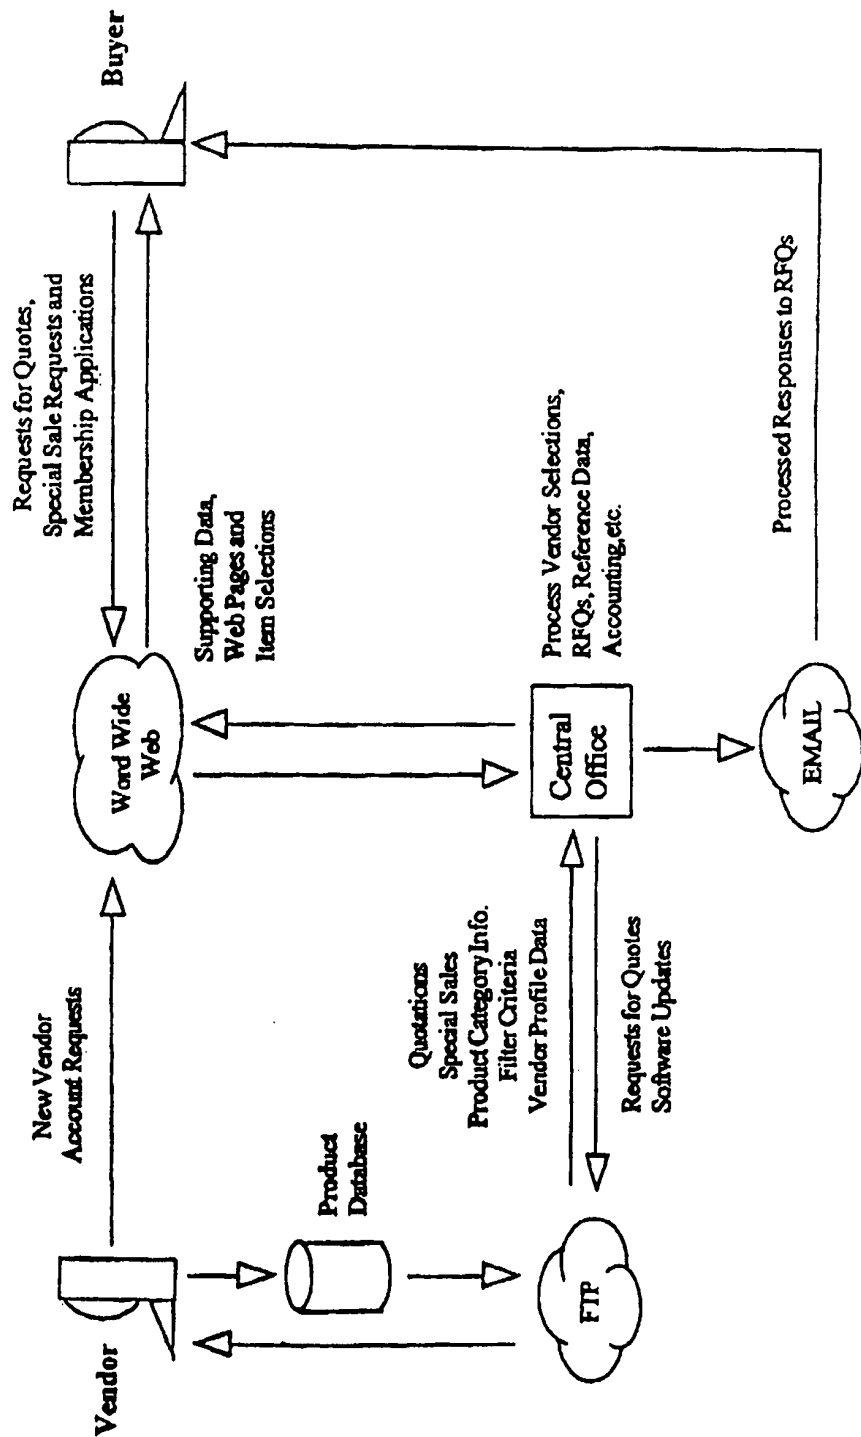 Vendor
New Vendor
Account Requests
Word Wide
Web
Requests for Quotes,
Special Sale Requests and
Membership Applications
Buyer
Supporting Data,
Web Pages and
Item Selections
Product
Database
Quotations
Special Sales
Product Category Info.
Filter Criteria
Vendor Profile Data
Central
Office
Process Vendor Selections,
RFQs, Reference Data,
Accounting, etc.
FTP
Requests for Quotes
Software Updates
EMAIL
Processed Responses to RFQs